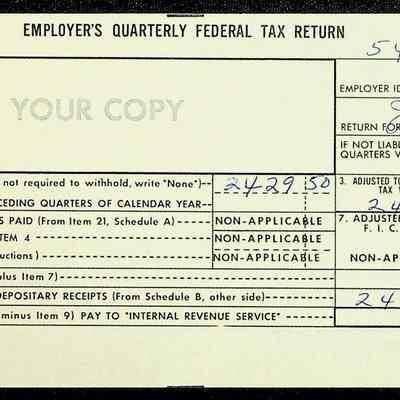 EMPLOYER'S QUARTERLY FEDERAL TAX RETURN
54
YOUR COPY
EMPLOYER ID
RETURN FOR
IF NOT LIABL
QUARTERS W
not required to withhold, write "None")-- 2429 50 3. ADJUSTED TO
TAX
CEDING QUARTERS OF CALENDAR YEAR-- 24
S PAID (From Item 21, Schedule A)---- NON-APPLICABLE 7. ADJUSTE
F. I. C.
TEM 4 NON-APPLICABLE
uctions) NON-APPLICABLE NON-AP
lus Item 7)
DEPOSITARY RECEIPTS (From Schedule B, other side) 24
minus Item 9) PAY TO "INTERNAL REVENUE SERVICE"